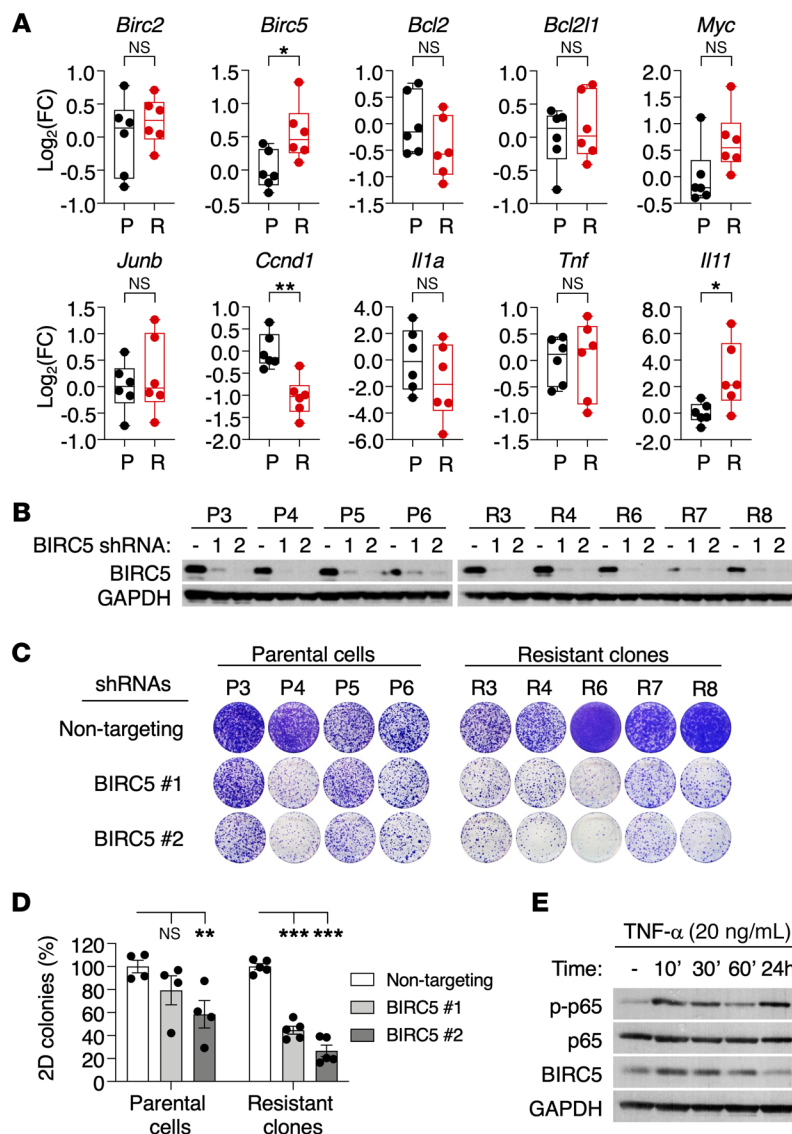 A
Birc2 Birc5 Bcl2 Bcl2l1 Myc
NS * NS NS NS
Log2(FC)
1.0 0.5 0.0 0.5 -1.0
1.5 1.0 0.5 0.0 -0.5
1.0 0.5 0.0 -0.5 -1.0 -1.5
1.0 0.5 0.0 -0.5 -1.0
2.0 1.5 1.0 0.5 0.0 -0.5
P R P R P R P R P R
Junb Ccnd1 Il1a Tnf Il11
NS ** NS NS *
Log2(FC)
1.5 1.0 0.5 0.0 -0.5 -1.0
1.0 0.5 0.0 -0.5 -1.0 -1.5 -2.0
4.0 2.0 0.0 -2.0 -4.0 -6.0
1.0 0.5 0.0 -0.5 -1.0 -1.5
8.0 6.0 4.0 2.0 0.0 -2.0
P R P R P R P R P R
B
P3 P4 P5 P6 R3 R4 R6 R7 R8
BIRC5 shRNA: - 1 2 - 1 2 - 1 2 - 1 2 - 1 2 - 1 2 - 1 2 - 1 2 - 1 2
BIRC5
GAPDH
C
Parental cells Resistant clones
shRNAs P3 P4 P5 P6 R3 R4 R6 R7 R8
Non-targeting
BIRC5 #1
BIRC5 #2
D
NS ** *** ***
2D colonies (%)
120
100
80
60
40
20
0
Parental cells
Resistant clones
Non-targeting
BIRC5 #1
BIRC5 #2
E
TNF-α (20 ng/mL)
Time: - 10’ 30’ 60’ 24h
p-p65
p65
BIRC5
GAPDH